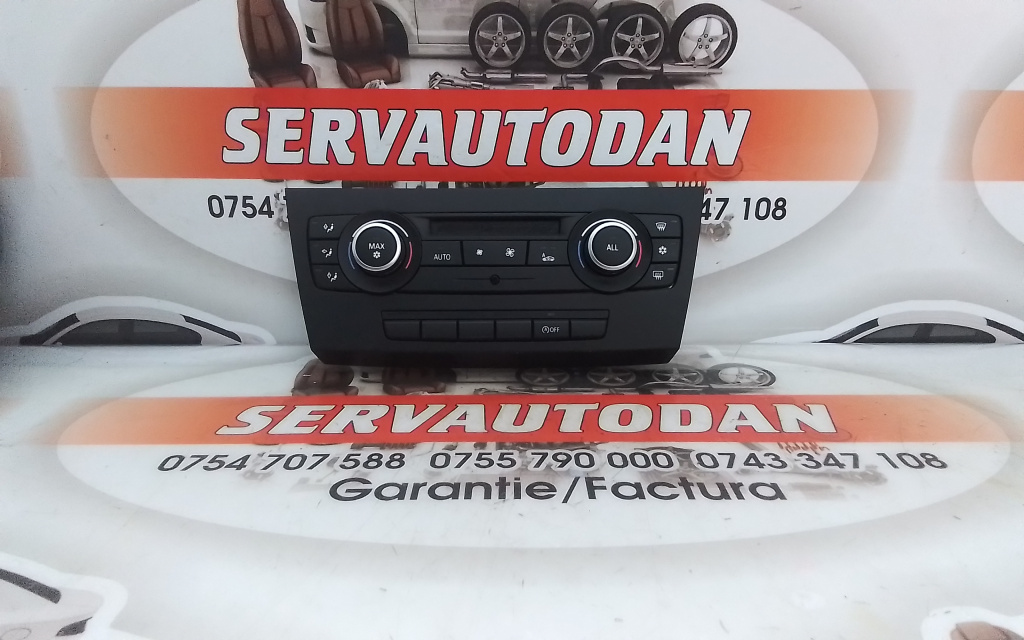 SERVAUTODAN
0754 47 108
MAX ALL
AUTO
OFF
SERVAUTODAN
0754 707 588 0755 790 000 0743 347 108
Garantie/Factura